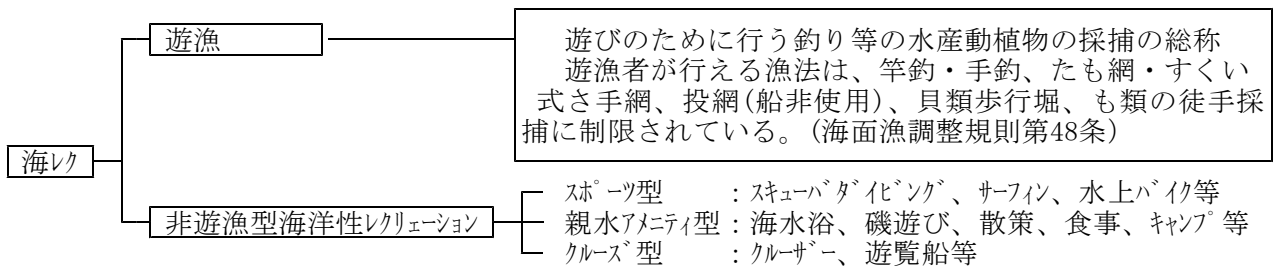 遊漁
遊びのために行う釣り等の水産動植物の採捕の総称
遊漁者が行える漁法は、竿釣・手釣、たも網・すくい
式さ手網、投網(船非使用)、貝類歩行堀、も類の徒手採
捕に制限されている。(海面漁調整規則第48条)
海ﾚｸ
非遊漁型海洋性ﾚｸﾘｪｰｼｮﾝ
ｽﾎﾟｰﾂ型 :ｽｷｭｰﾊﾞﾀﾞｲﾋﾞﾝｸﾞ、ｻｰﾌｨﾝ、水上ﾊﾞｲｸ等
親水ｱﾒﾆﾃｨ型:海水浴、磯遊び、散策、食事、ｷｬﾝﾌﾟ等
ｸﾙｰｽﾞ型 :ｸﾙｰｻﾞｰ、遊覧船等